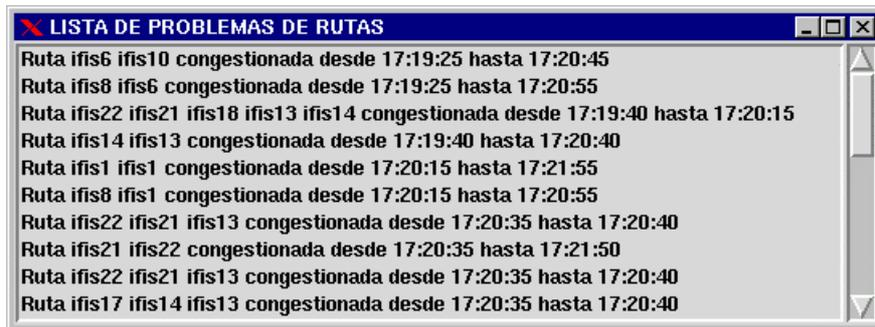 LISTA DE PROBLEMAS DE RUTAS
Ruta ifis6 ifis10 congestionada desde 17:19:25 hasta 17:20:45
Ruta ifis8 ifis6 congestionada desde 17:19:25 hasta 17:20:55
Ruta ifis22 ifis21 ifis18 ifis13 ifis14 congestionada desde 17:19:40 hasta 17:20:15
Ruta ifis14 ifis13 congestionada desde 17:19:40 hasta 17:20:40
Ruta ifis1 ifis1 congestionada desde 17:20:15 hasta 17:21:55
Ruta ifis8 ifis1 congestionada desde 17:20:15 hasta 17:20:55
Ruta ifis22 ifis21 ifis13 congestionada desde 17:20:35 hasta 17:20:40
Ruta ifis21 ifis22 congestionada desde 17:20:35 hasta 17:21:50
Ruta ifis22 ifis21 ifis13 congestionada desde 17:20:35 hasta 17:20:40
Ruta ifis17 ifis14 ifis13 congestionada desde 17:20:35 hasta 17:20:40